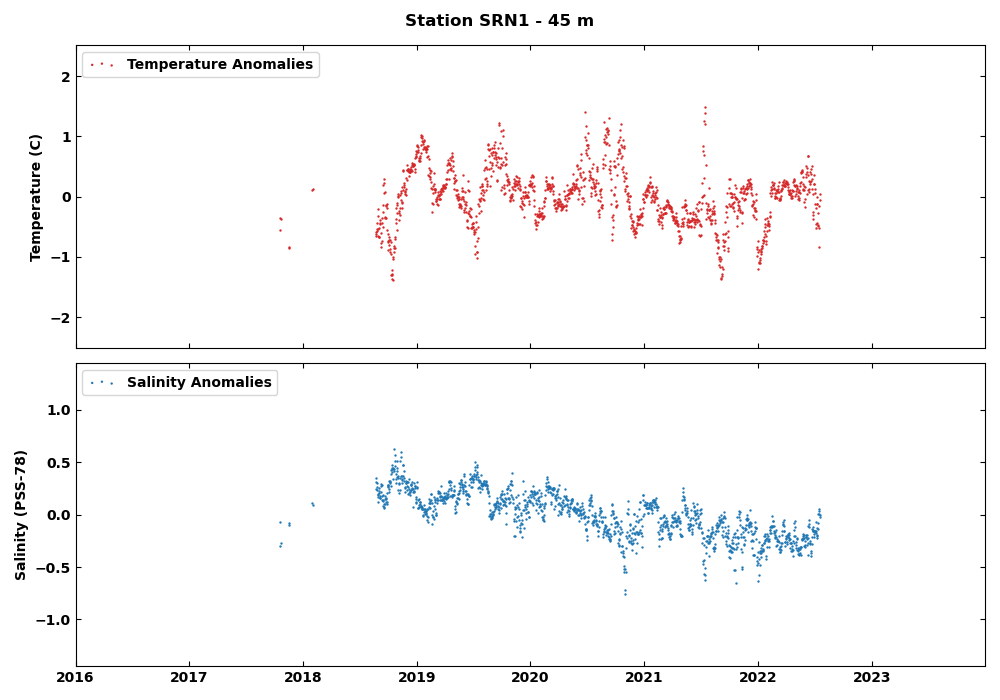 Station SRN1 - 45 m
Temperature Anomalies
Temperature (C)
2
1
0
−1
−2
Salinity Anomalies
Salinity (PSS-78)
1.0
0.5
0.0
−0.5
−1.0
2016 2017 2018 2019 2020 2021 2022 2023